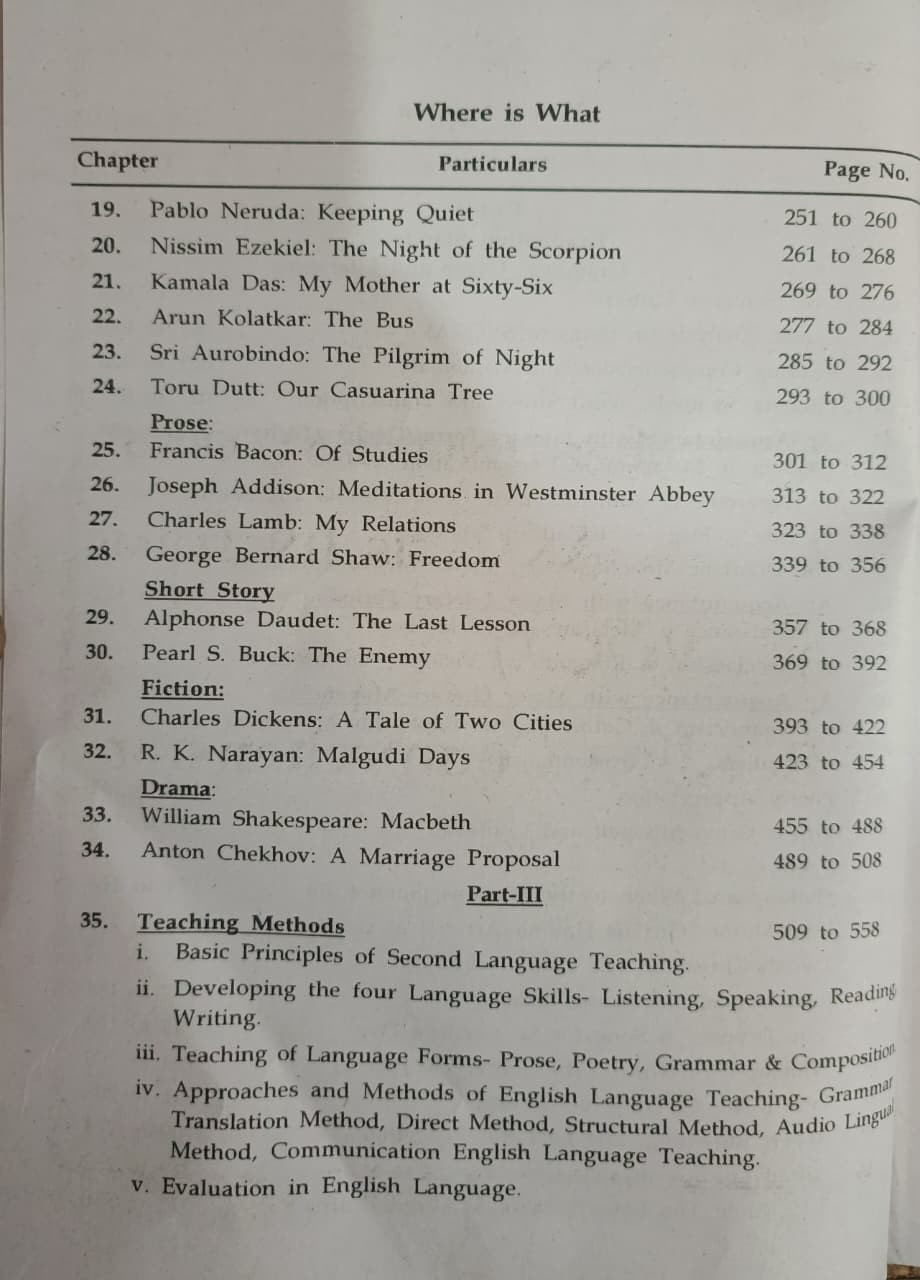 Where is What
Chapter Particulars Page No.
19. Pablo Neruda: Keeping Quiet 251 to 260
20. Nissim Ezekiel: The Night of the Scorpion 261 to 268
21. Kamala Das: My Mother at Sixty-Six 269 to 276
22. Arun Kolatkar: The Bus 277 to 284
23. Sri Aurobindo: The Pilgrim of Night 285 to 292
24. Toru Dutt: Our Casuarina Tree 293 to 300
Prose:
25. Francis Bacon: Of Studies 301 to 312
26. Joseph Addison: Meditations in Westminster Abbey 313 to 322
27. Charles Lamb: My Relations 323 to 338
28. George Bernard Shaw: Freedom 339 to 356
Short Story
29. Alphonse Daudet: The Last Lesson 357 to 368
30. Pearl S. Buck: The Enemy 369 to 392
Fiction:
31. Charles Dickens: A Tale of Two Cities 393 to 422
32. R. K. Narayan: Malgudi Days 423 to 454
Drama:
33. William Shakespeare: Macbeth 455 to 488
34. Anton Chekhov: A Marriage Proposal 489 to 508
Part-III
35. Teaching Methods 509 to 558
i. Basic Principles of Second Language Teaching.
ii. Developing the four Language Skills- Listening, Speaking, Reading
Writing.
iii. Teaching of Language Forms- Prose, Poetry, Grammar & Composition
iv. Approaches and Methods of English Language Teaching- Grammar
Translation Method, Direct Method, Structural Method, Audio Lingual
Method, Communication English Language Teaching.
v. Evaluation in English Language.